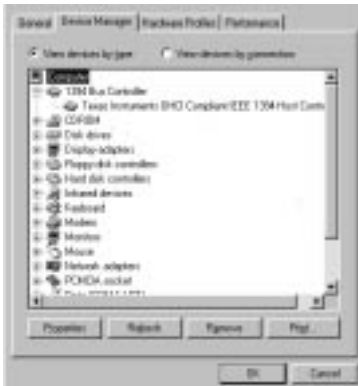 General Device Manager Hardware Profiles Performance
View devices by type View devices by connection
Computer
1394 Bus Controller
Texas Instruments OHCI Compliant IEEE 1394 Host Contr
CDROM
Disk drives
Display adapters
Floppy disk controllers
Hard disk controllers
Infrared devices
Keyboard
Modem
Monitors
Mouse
Network adapters
PCMCIA socket
Properties Refresh Remove Print...
OK Cancel